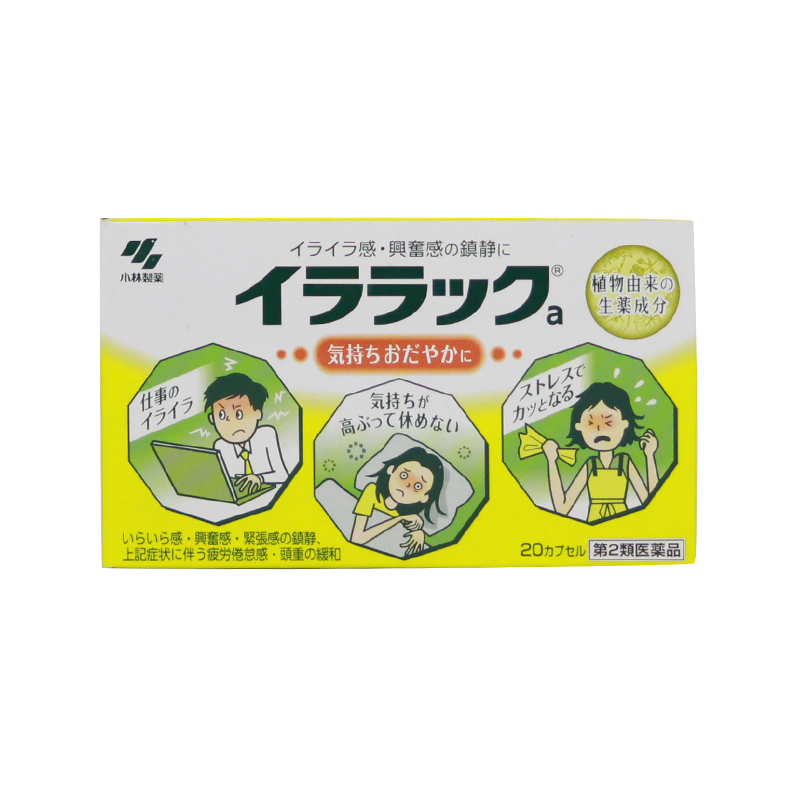 小林製薬
イライラ感・興奮感の鎮静に
イララック®a
植物由来の
生薬成分
気持ちおだやかに
仕事の
イライラ
気持ちが
高ぶって休めない
ストレスで
カッとなる
いらいら感・興奮感・緊張感の鎮静、
上記症状に伴う疲労倦怠感・頭重の緩和
20カプセル 第2類医薬品